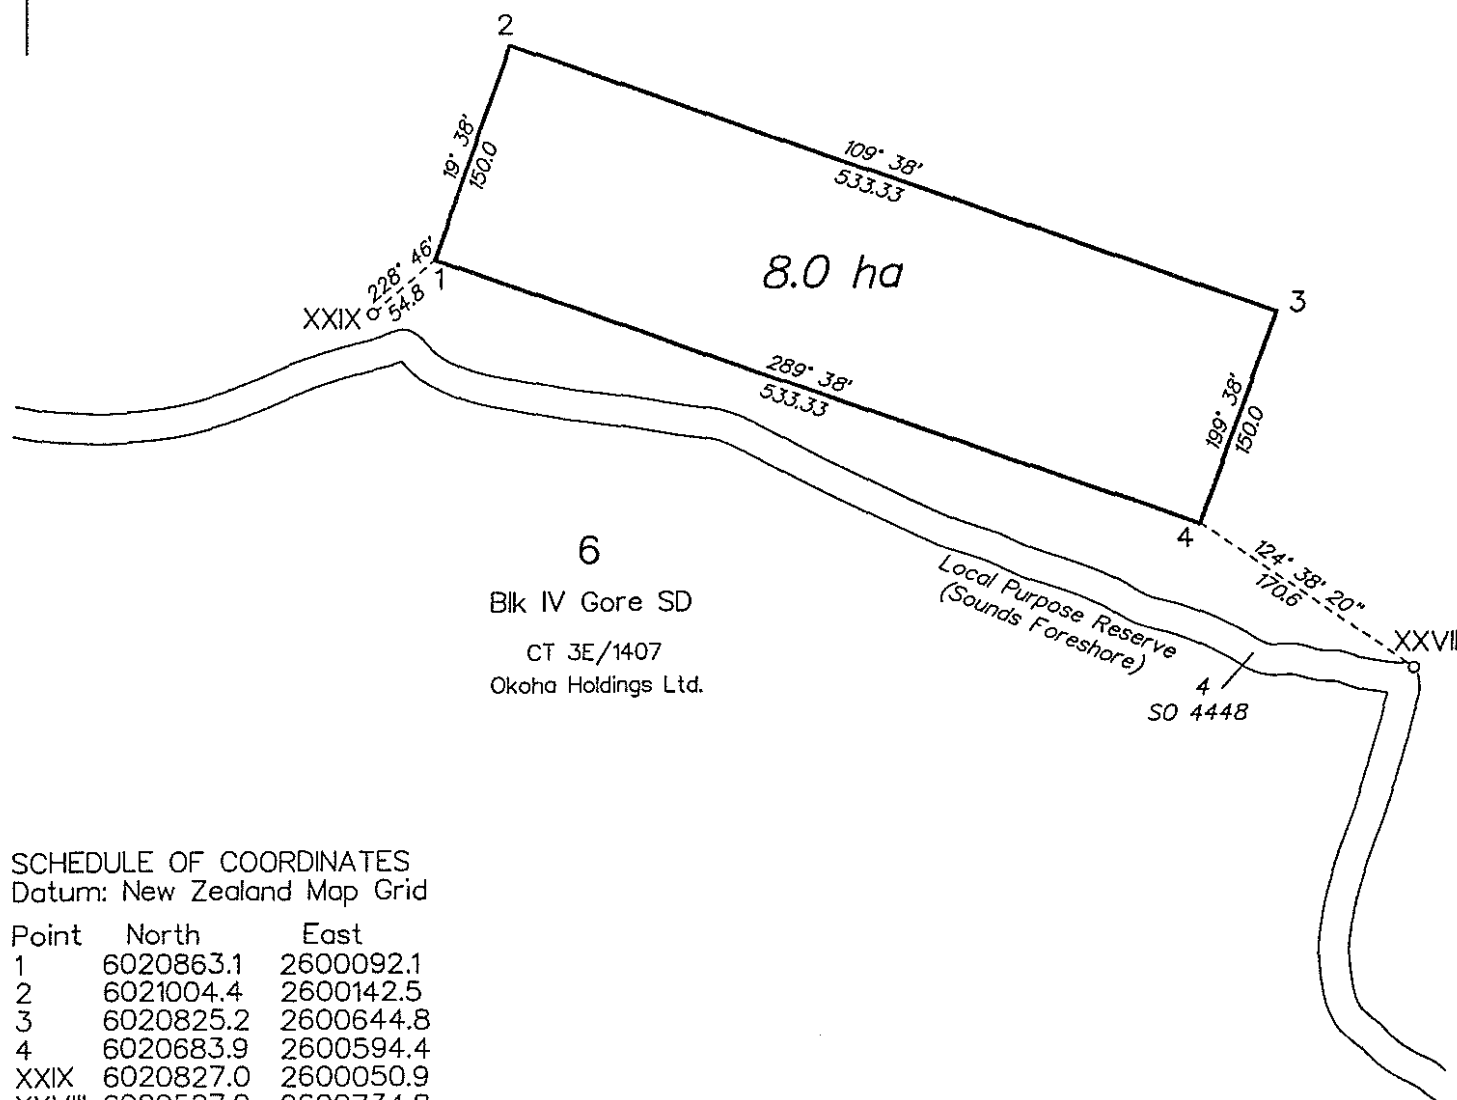 2
19° 38'
150.0
109° 38'
533.33
8.0 ha
3
228° 46'
54.8
1
XXIX
289° 38'
533.33
199° 38'
150.0
4
124° 38' 20"
170.6
6
Blk IV Gore SD
CT 3E/1407
Okoha Holdings Ltd.
Local Purpose Reserve
(Sounds Foreshore)
4
SO 4448
SCHEDULE OF COORDINATES
Datum: New Zealand Map Grid
Point North East
1 6020863.1 2600092.1
2 6021004.4 2600142.5
3 6020825.2 2600644.8
4 6020683.9 2600594.4
XXIX 6020827.0 2600050.9